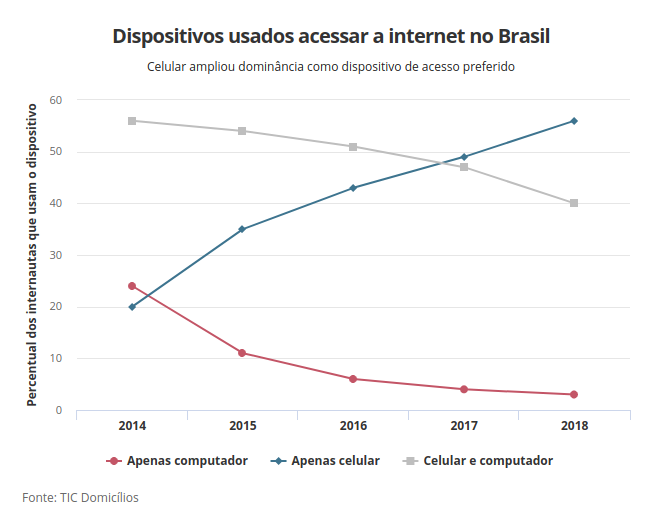 Dispositivos usados acessar a internet no Brasil
Celular ampliou dominância como dispositivo de acesso preferido
Percentual dos internautas que usam o dispositivo
60
50
40
30
20
10
0
2014 2015 2016 2017 2018
Apenas computador Apenas celular Celular e computador
Fonte: TIC Domicílios